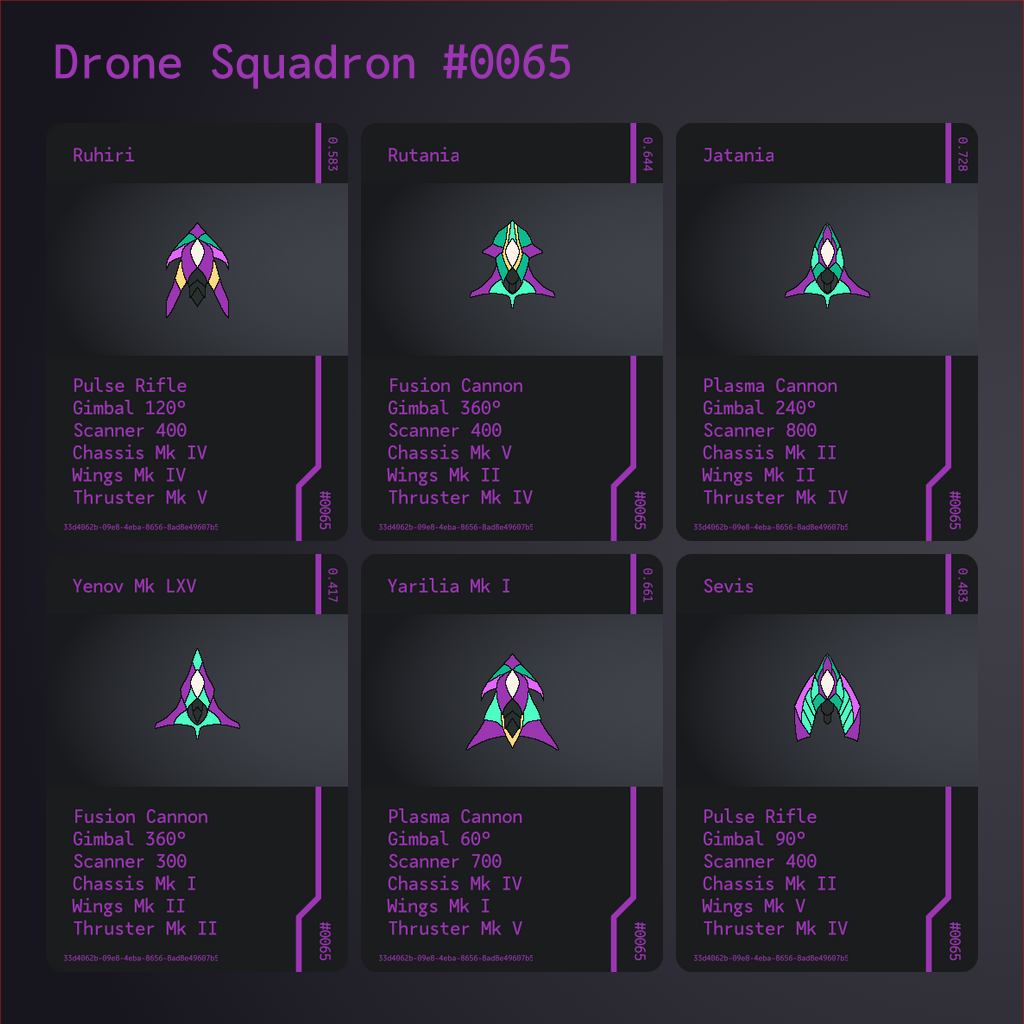 Drone Squadron #0065
Ruhiri
0.583
Pulse Rifle
Gimbal 120º
Scanner 400
Chassis Mk IV
Wings Mk IV
Thruster Mk V
33d4062b-09e8-4eba-8656-8ad8e49607b5
#0065
Rutania
0.644
Fusion Cannon
Gimbal 360º
Scanner 400
Chassis Mk V
Wings Mk II
Thruster Mk IV
33d4062b-09e8-4eba-8656-8ad8e49607b5
#0065
Jatania
0.728
Plasma Cannon
Gimbal 240º
Scanner 800
Chassis Mk II
Wings Mk II
Thruster Mk IV
33d4062b-09e8-4eba-8656-8ad8e49607b5
#0065
Yenov Mk LXV
0.417
Fusion Cannon
Gimbal 360º
Scanner 300
Chassis Mk I
Wings Mk II
Thruster Mk II
33d4062b-09e8-4eba-8656-8ad8e49607b5
#0065
Yarilia Mk I
0.661
Plasma Cannon
Gimbal 60º
Scanner 700
Chassis Mk IV
Wings Mk I
Thruster Mk V
33d4062b-09e8-4eba-8656-8ad8e49607b5
#0065
Sevis
0.483
Pulse Rifle
Gimbal 90º
Scanner 400
Chassis Mk II
Wings Mk V
Thruster Mk IV
33d4062b-09e8-4eba-8656-8ad8e49607b5
#0065